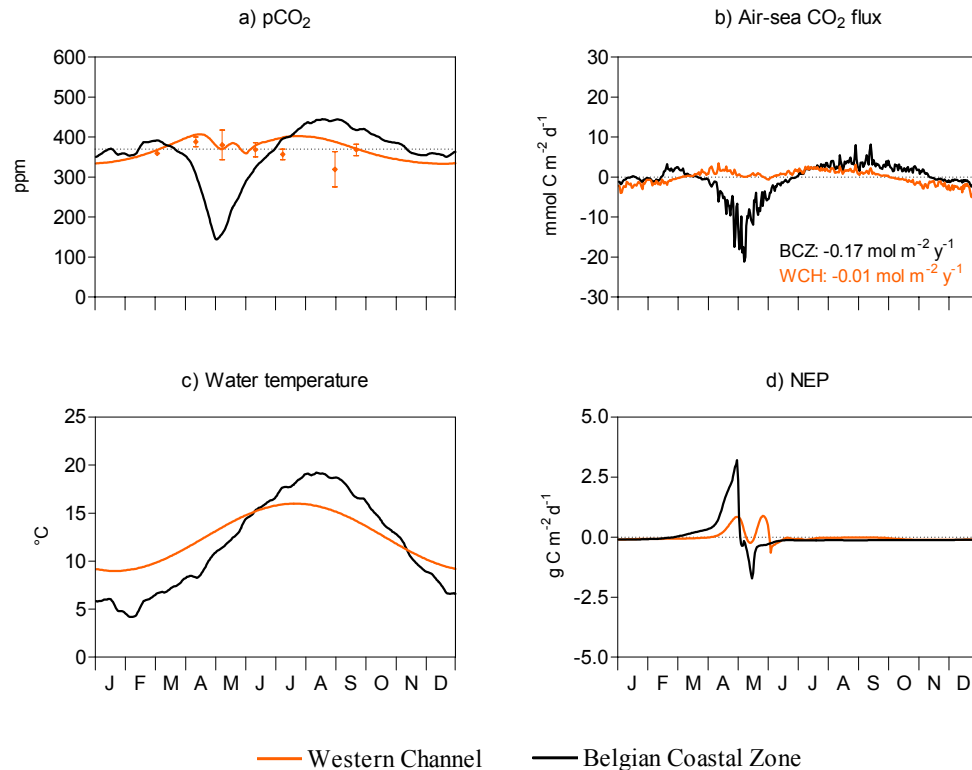 a) pCO₂
b) Air-sea CO₂ flux
600
500
400
300
200
100
0
ppm
30
20
10
0
-10
-20
-30
mmol C m⁻² d⁻¹
BCZ: -0.17 mol m⁻² y⁻¹
WCH: -0.01 mol m⁻² y⁻¹
c) Water temperature
d) NEP
25
20
15
10
5
0
°C
J F M A M J J A S O N D
5.0
2.5
0.0
-2.5
-5.0
g C m⁻² d⁻¹
J F M A M J J A S O N D
Western Channel
Belgian Coastal Zone